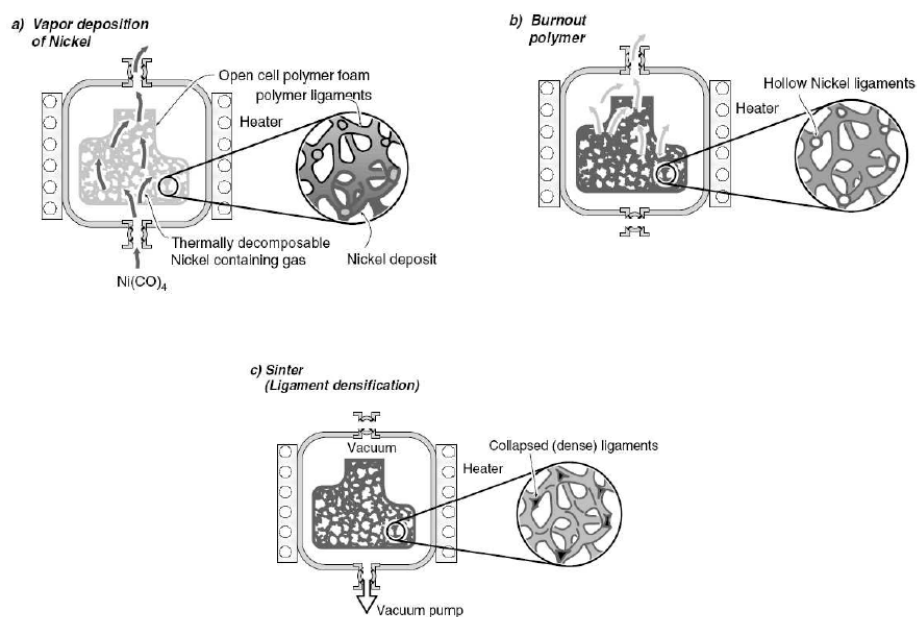 a) Vapor deposition
of Nickel
Open cell polymer foam
polymer ligaments
Heater
Thermally decomposable
Nickel containing gas
Nickel deposit
Ni(CO)4
b) Burnout
polymer
Hollow Nickel ligaments
Heater
c) Sinter
(Ligament densification)
Vacuum
Collapsed (dense) ligaments
Heater
Vacuum pump